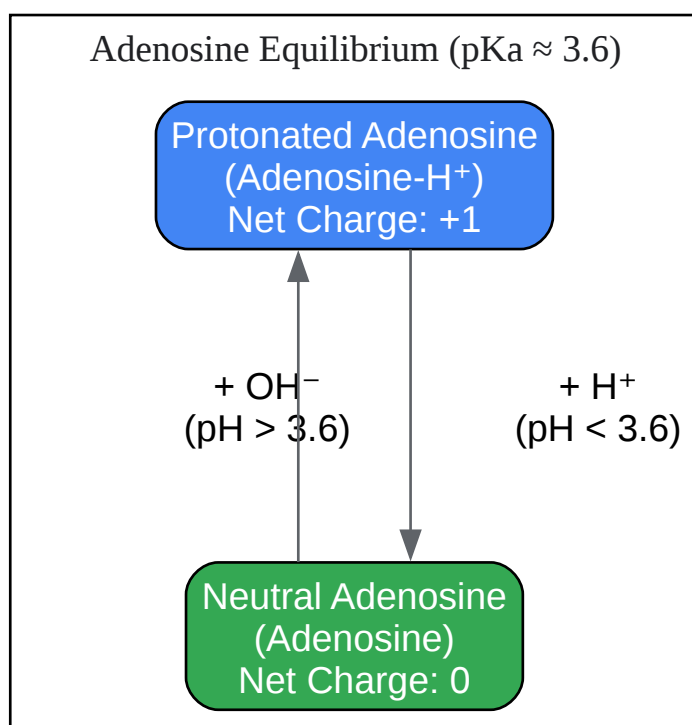 Adenosine Equilibrium (pKa ≈ 3.6)
Protonated Adenosine
(Adenosine-H⁺)
Net Charge: +1
+ OH⁻
(pH > 3.6)
+ H⁺
(pH < 3.6)
Neutral Adenosine
(Adenosine)
Net Charge: 0